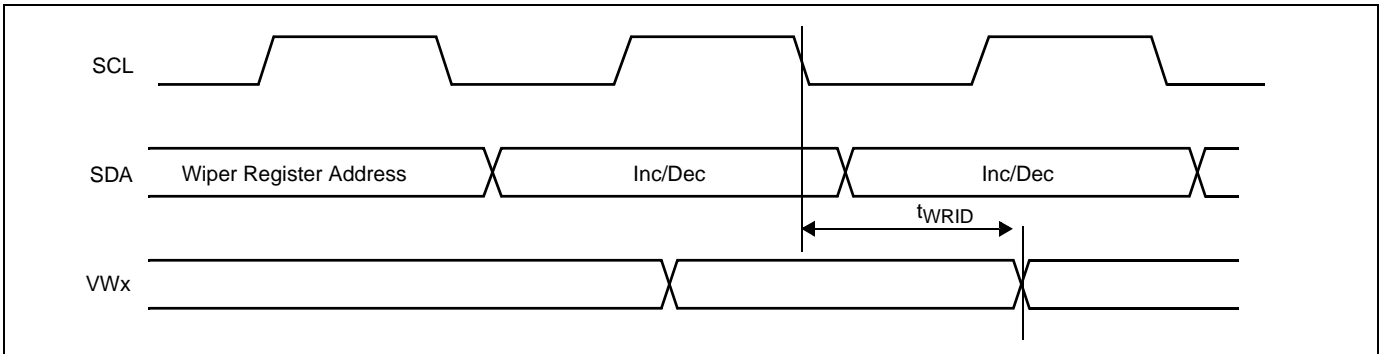 SCL
SDA
Wiper Register Address
Inc/Dec
Inc/Dec
tWRID
VWx